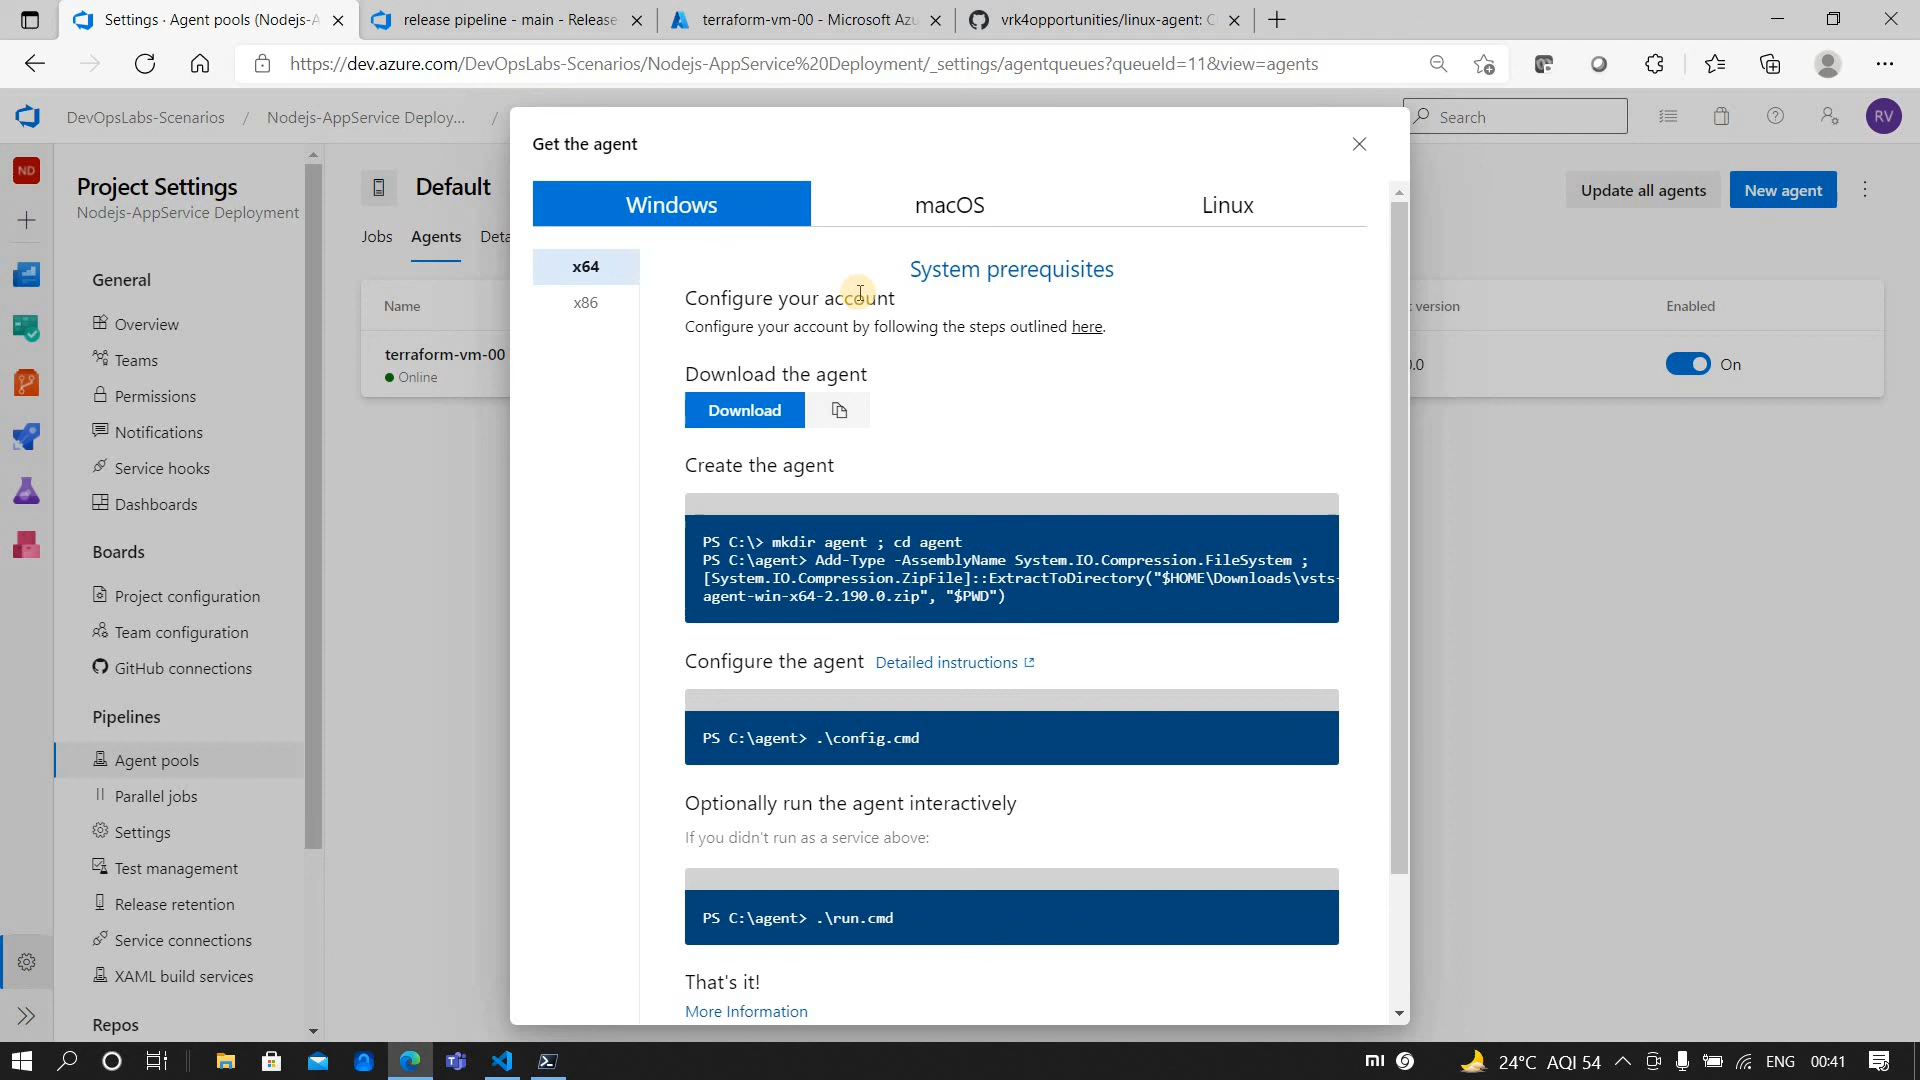 Settings · Agent pools (Nodejs-A
release pipeline - main - Release
terraform-vm-00 - Microsoft Azu
vrk4opportunities/linux-agent: C
https://dev.azure.com/DevOpsLabs-Scenarios/Nodejs-AppService%20Deployment/_settings/agentqueues?queueId=11&view=agents
DevOpsLabs-Scenarios / Nodejs-AppService Deploy... /
Search
RV
ND
Project Settings
Nodejs-AppService Deployment
General
Overview
Teams
Permissions
Notifications
Service hooks
Dashboards
Boards
Project configuration
Team configuration
GitHub connections
Pipelines
Agent pools
Parallel jobs
Settings
Test management
Release retention
Service connections
XAML build services
Repos
Default
Update all agents
New agent
Jobs
Agents
Deta
Name
version
Enabled
terraform-vm-00
Online
.0
On
Get the agent
Windows
macOS
Linux
x64
x86
System prerequisites
Configure your account
Configure your account by following the steps outlined here.
Download the agent
Download
Create the agent
PS C:\> mkdir agent ; cd agent
PS C:\agent> Add-Type -AssemblyName System.IO.Compression.FileSystem ;
[System.IO.Compression.ZipFile]::ExtractToDirectory("$HOME\Downloads\vsts-
agent-win-x64-2.190.0.zip", "$PWD")
Configure the agent Detailed instructions
PS C:\agent> .\config.cmd
Optionally run the agent interactively
If you didn't run as a service above:
PS C:\agent> .\run.cmd
That's it!
More Information
24°C AQI 54
ENG
00:41